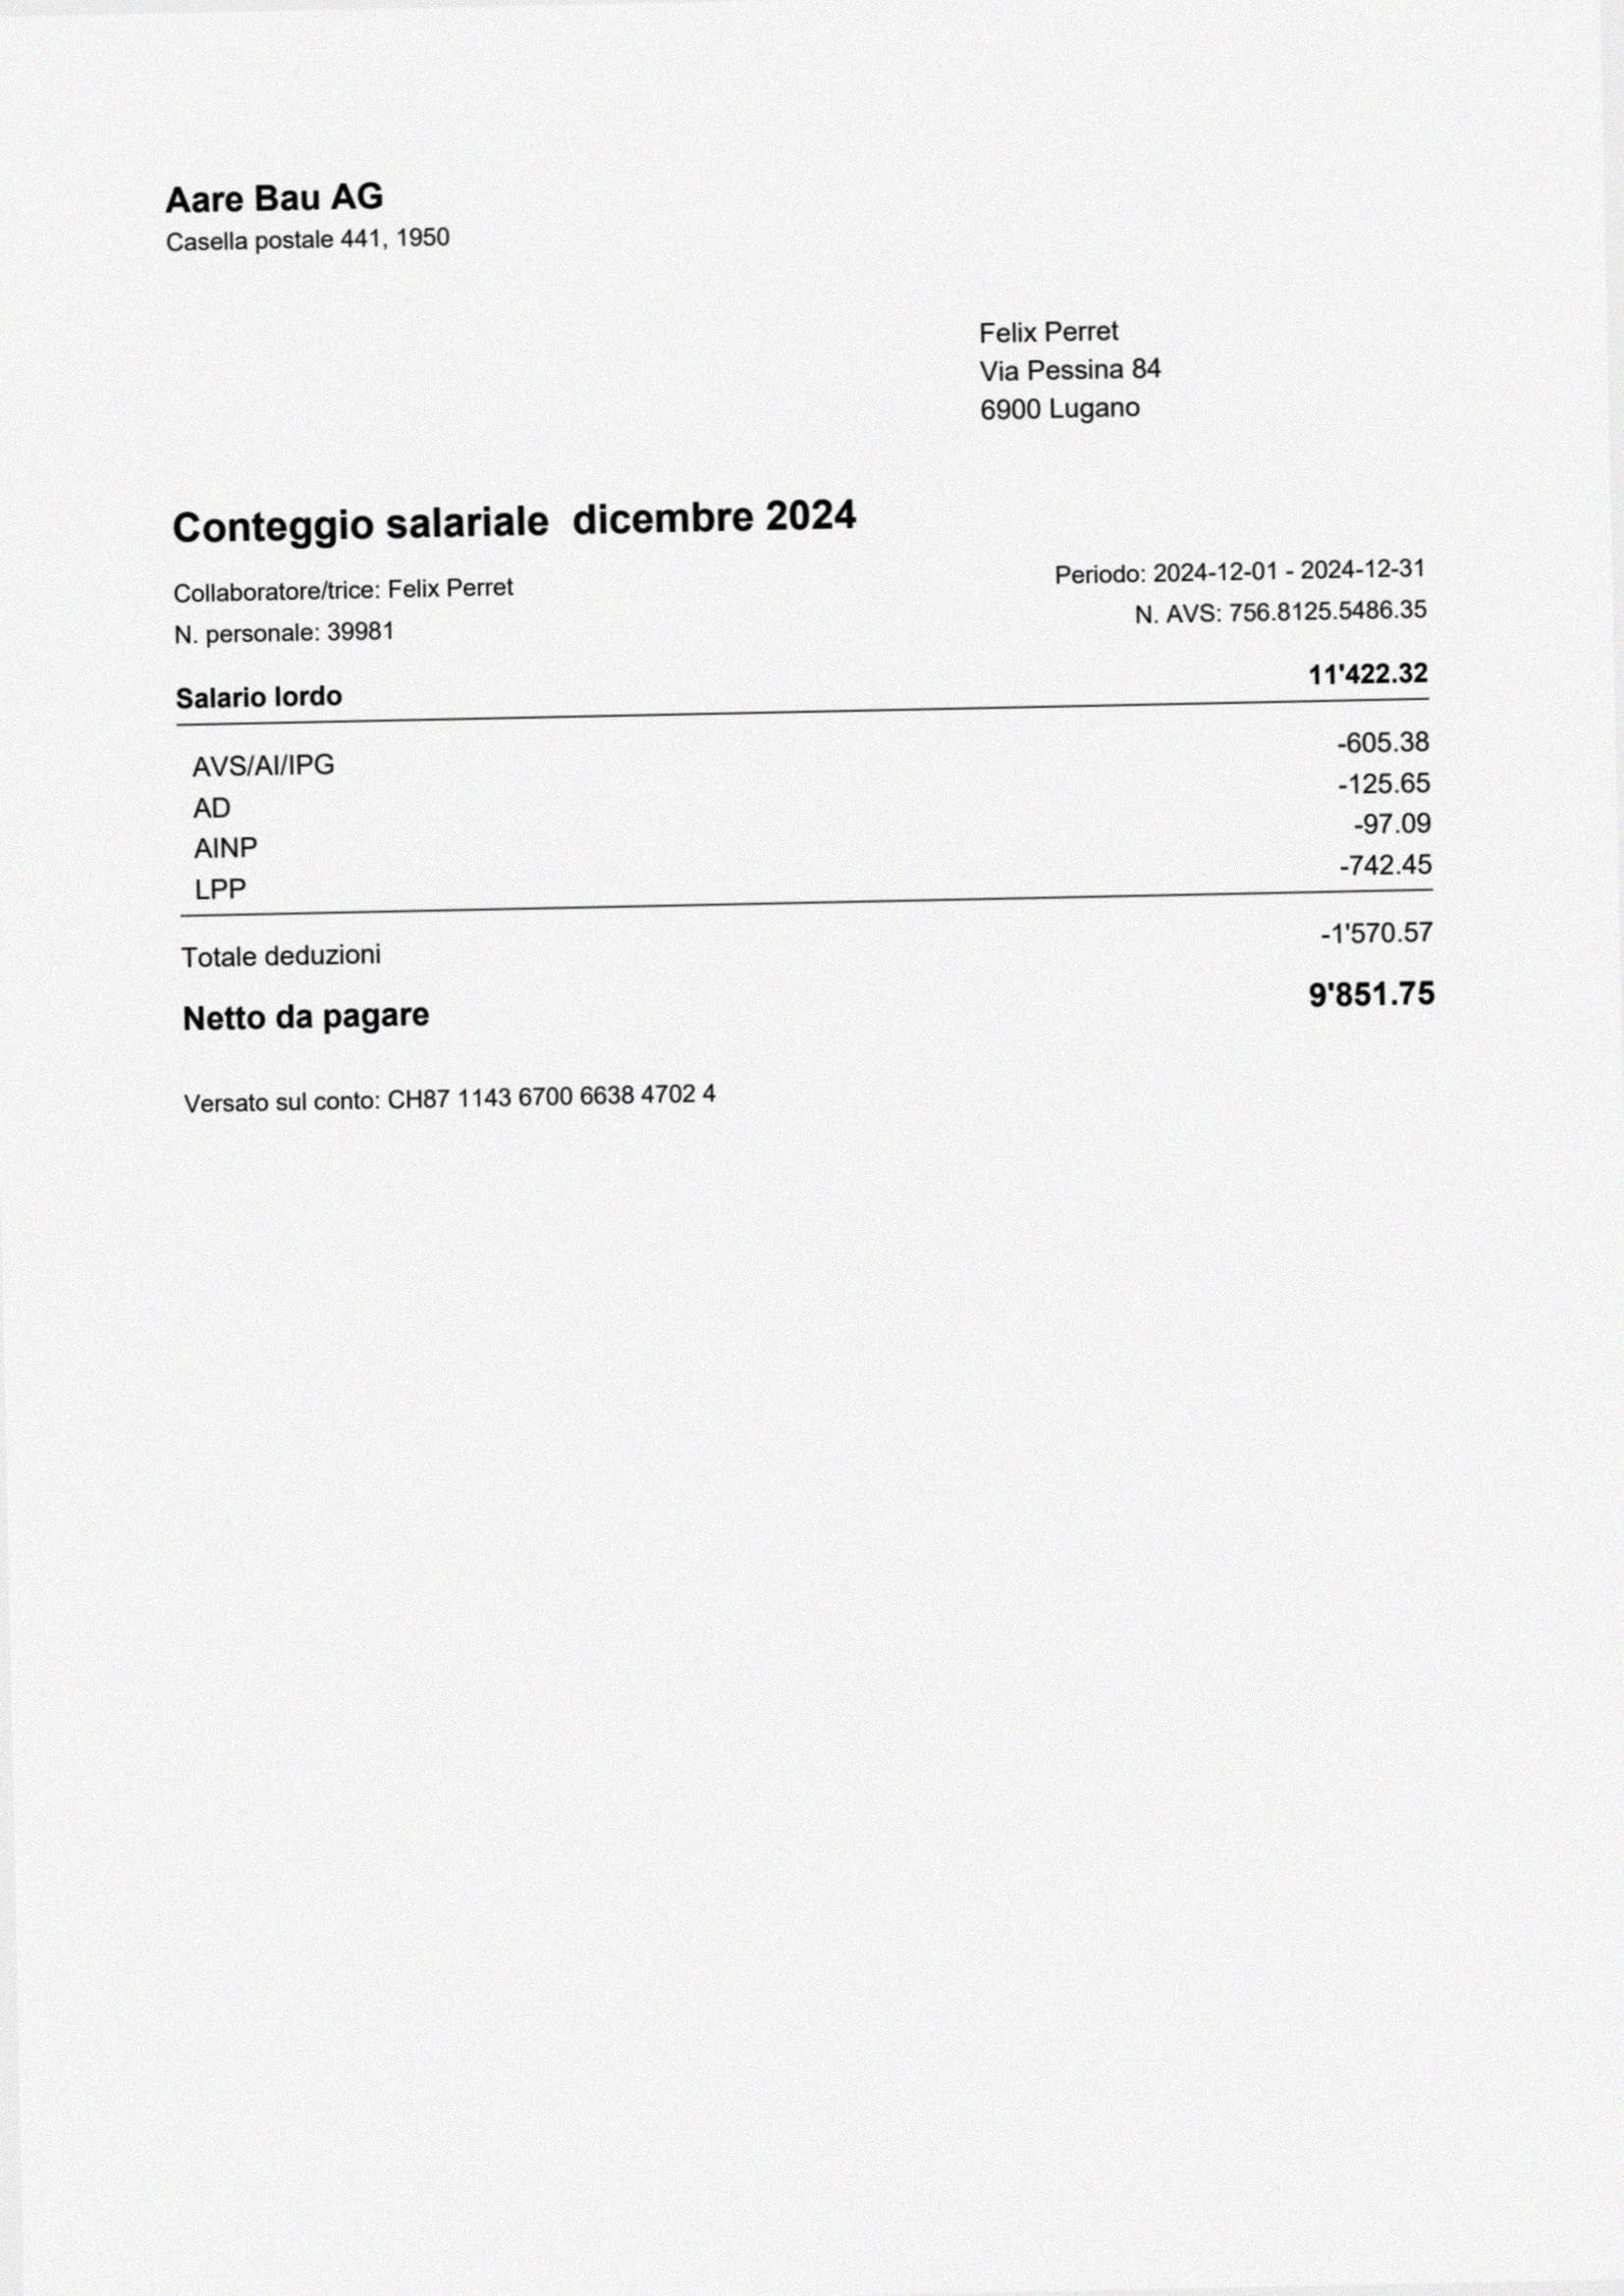 Aare Bau AG
Casella postale 441, 1950
Felix Perret
Via Pessina 84
6900 Lugano
Conteggio salariale dicembre 2024
Collaboratore/trice: Felix Perret
Periodo: 2024-12-01 - 2024-12-31
N. personale: 39981
N. AVS: 756.8125.5486.35
Salario lordo 11'422.32
AVS/AI/IPG -605.38
AD -125.65
AINP -97.09
LPP -742.45
Totale deduzioni -1'570.57
Netto da pagare 9'851.75
Versato sul conto: CH87 1143 6700 6638 4702 4